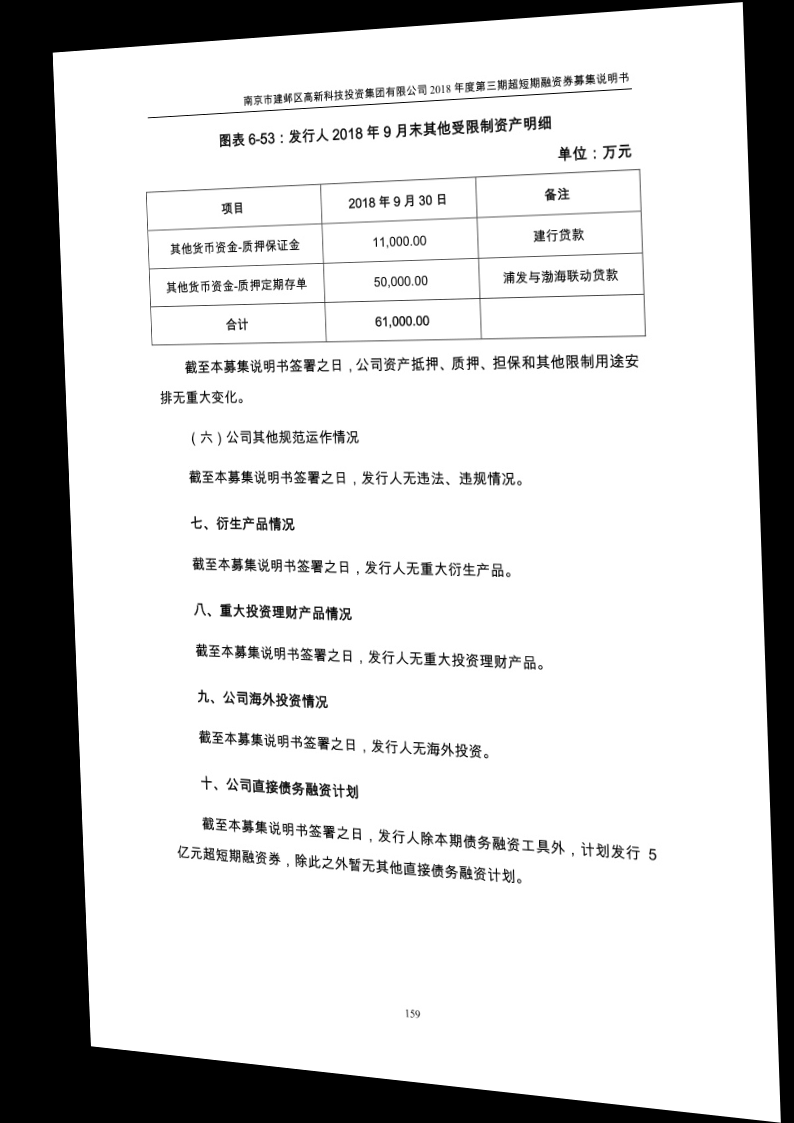 南京市建邺区高新科技投资集团有限公司 2018 年度第三期超短期融资券募集说明书
图表 6-53：发行人 2018 年 9 月末其他受限制资产明细
单位：万元
项目 2018 年 9 月 30 日 备注
其他货币资金-质押保证金 11,000.00 建行贷款
其他货币资金-质押定期存单 50,000.00 浦发与渤海联动贷款
合计 61,000.00
截至本募集说明书签署之日，公司资产抵押、质押、担保和其他限制用途安
排无重大变化。
（六）公司其他规范运作情况
截至本募集说明书签署之日，发行人无违法、违规情况。
七、衍生产品情况
截至本募集说明书签署之日，发行人无重大衍生产品。
八、重大投资理财产品情况
截至本募集说明书签署之日，发行人无重大投资理财产品。
九、公司海外投资情况
截至本募集说明书签署之日，发行人无海外投资。
十、公司直接债务融资计划
截至本募集说明书签署之日，发行人除本期债务融资工具外，计划发行 5
亿元超短期融资券，除此之外暂无其他直接债务融资计划。
159